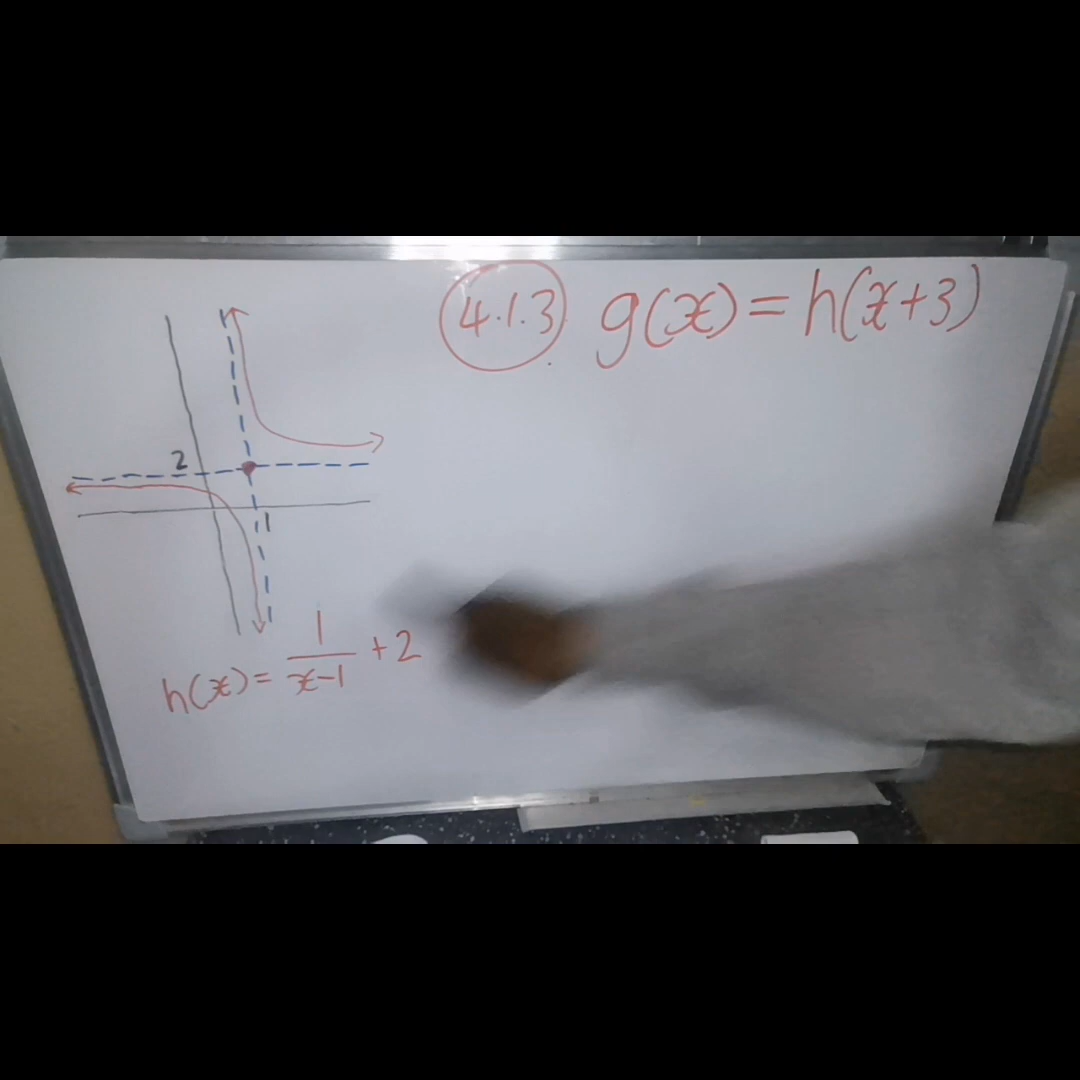 4.1.3 g(x) = h(x+3)
2
1
h(x) = 1/(x-1) + 2